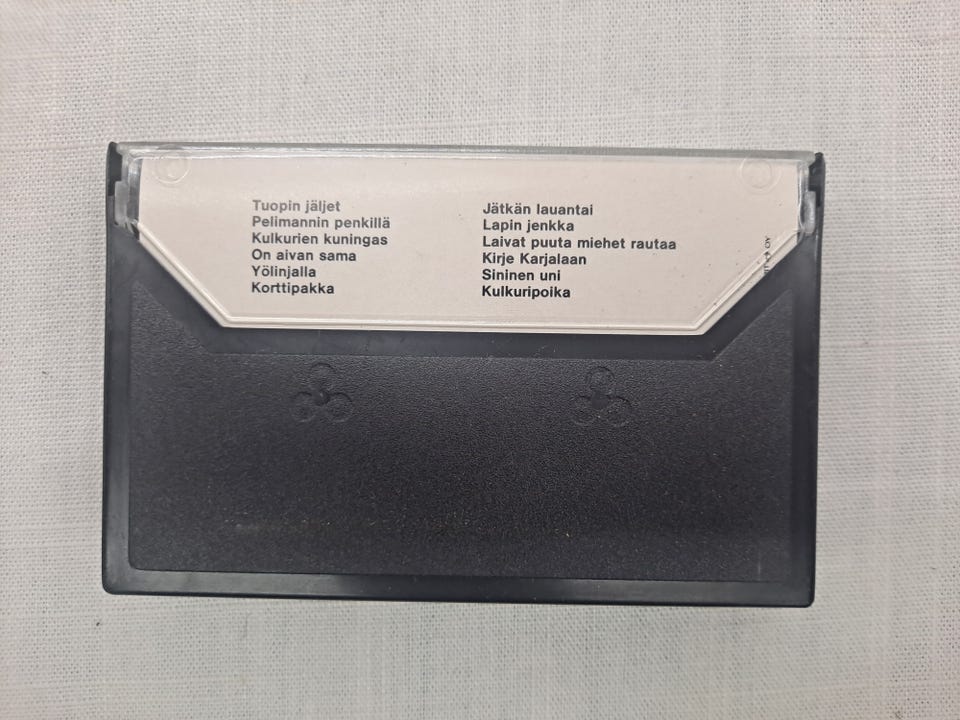 Tuopin jäljet
Pelimannin penkillä
Kulkurien kuningas
On aivan sama
Yölinjalla
Korttipakka
Jätkän lauantai
Lapin jenkka
Laivat puuta miehet rautaa
Kirje Karjalaan
Sininen uni
Kulkuripoika